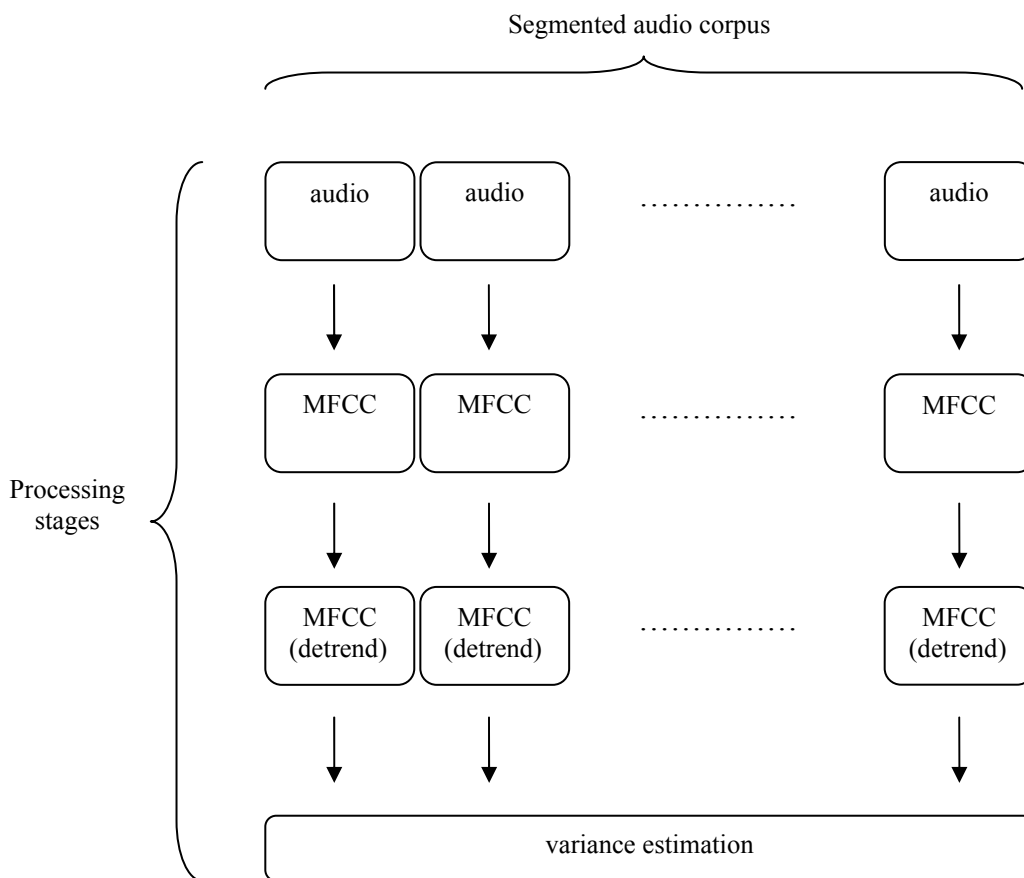 Segmented audio corpus
audio audio ............... audio
MFCC MFCC ............... MFCC
Processing
stages
MFCC
(detrend)
MFCC
(detrend)
...............
MFCC
(detrend)
variance estimation